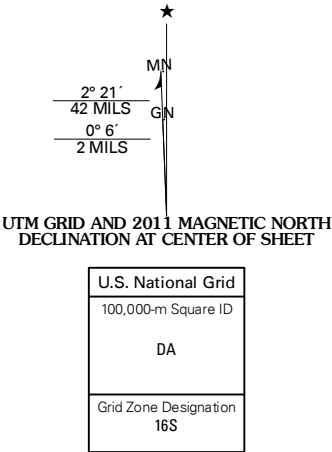 ★
MN
2° 21´
42 MILS
GN
0° 6´
2 MILS
UTM GRID AND 2011 MAGNETIC NORTH
DECLINATION AT CENTER OF SHEET
U.S. National Grid
100,000-m Square ID
DA
Grid Zone Designation
16S